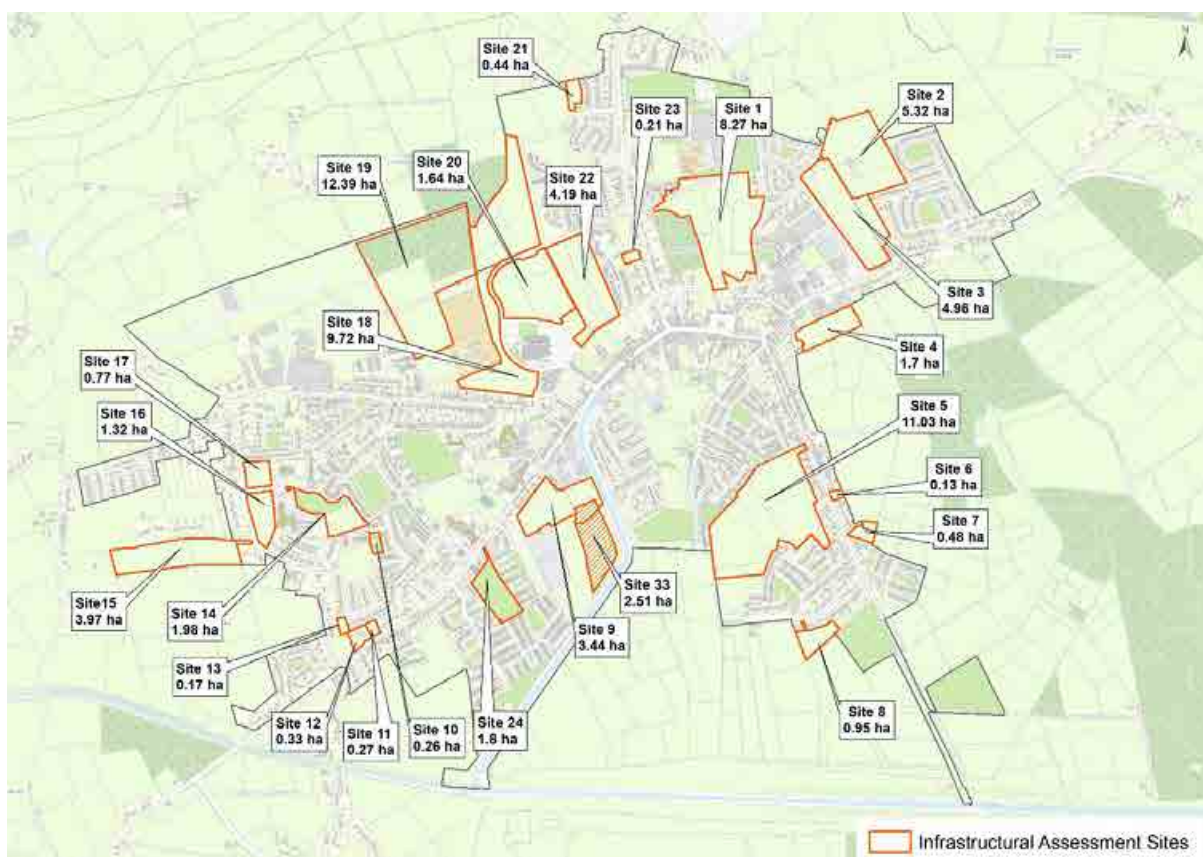 N
Site 21
0.44 ha
Site 23
0.21 ha
Site 1
8.27 ha
Site 2
5.32 ha
Site 19
12.39 ha
Site 20
1.64 ha
Site 22
4.19 ha
Site 3
4.96 ha
Site 18
9.72 ha
Site 4
1.7 ha
Site 17
0.77 ha
Site 16
1.32 ha
Site 5
11.03 ha
Site 6
0.13 ha
Site 7
0.48 ha
Site15
3.97 ha
Site 14
1.98 ha
Site 33
2.51 ha
Site 9
3.44 ha
Site 13
0.17 ha
Site 12
0.33 ha
Site 11
0.27 ha
Site 10
0.26 ha
Site 24
1.8 ha
Site 8
0.95 ha
Infrastructural Assessment Sites